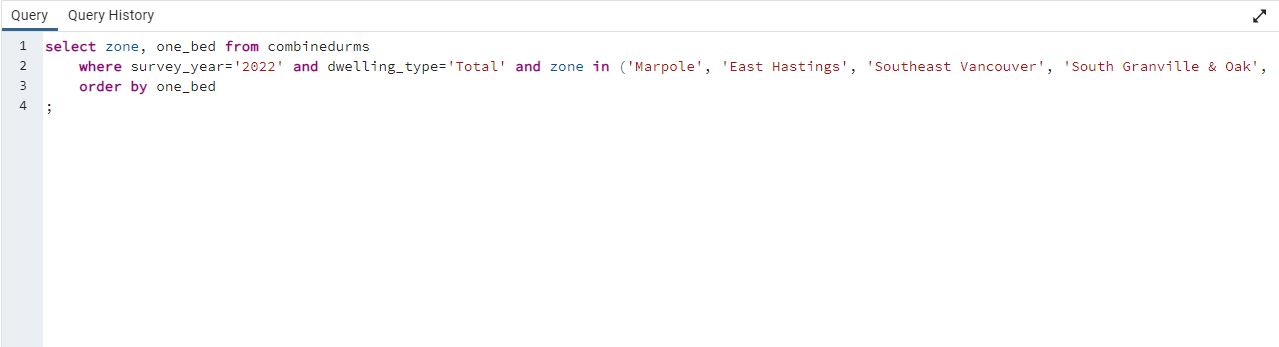 Query Query History
1 select zone, one_bed from combinedurms
2 where survey_year='2022' and dwelling_type='Total' and zone in ('Marpole', 'East Hastings', 'Southeast Vancouver', 'South Granville & Oak',
3 order by one_bed
4 ;